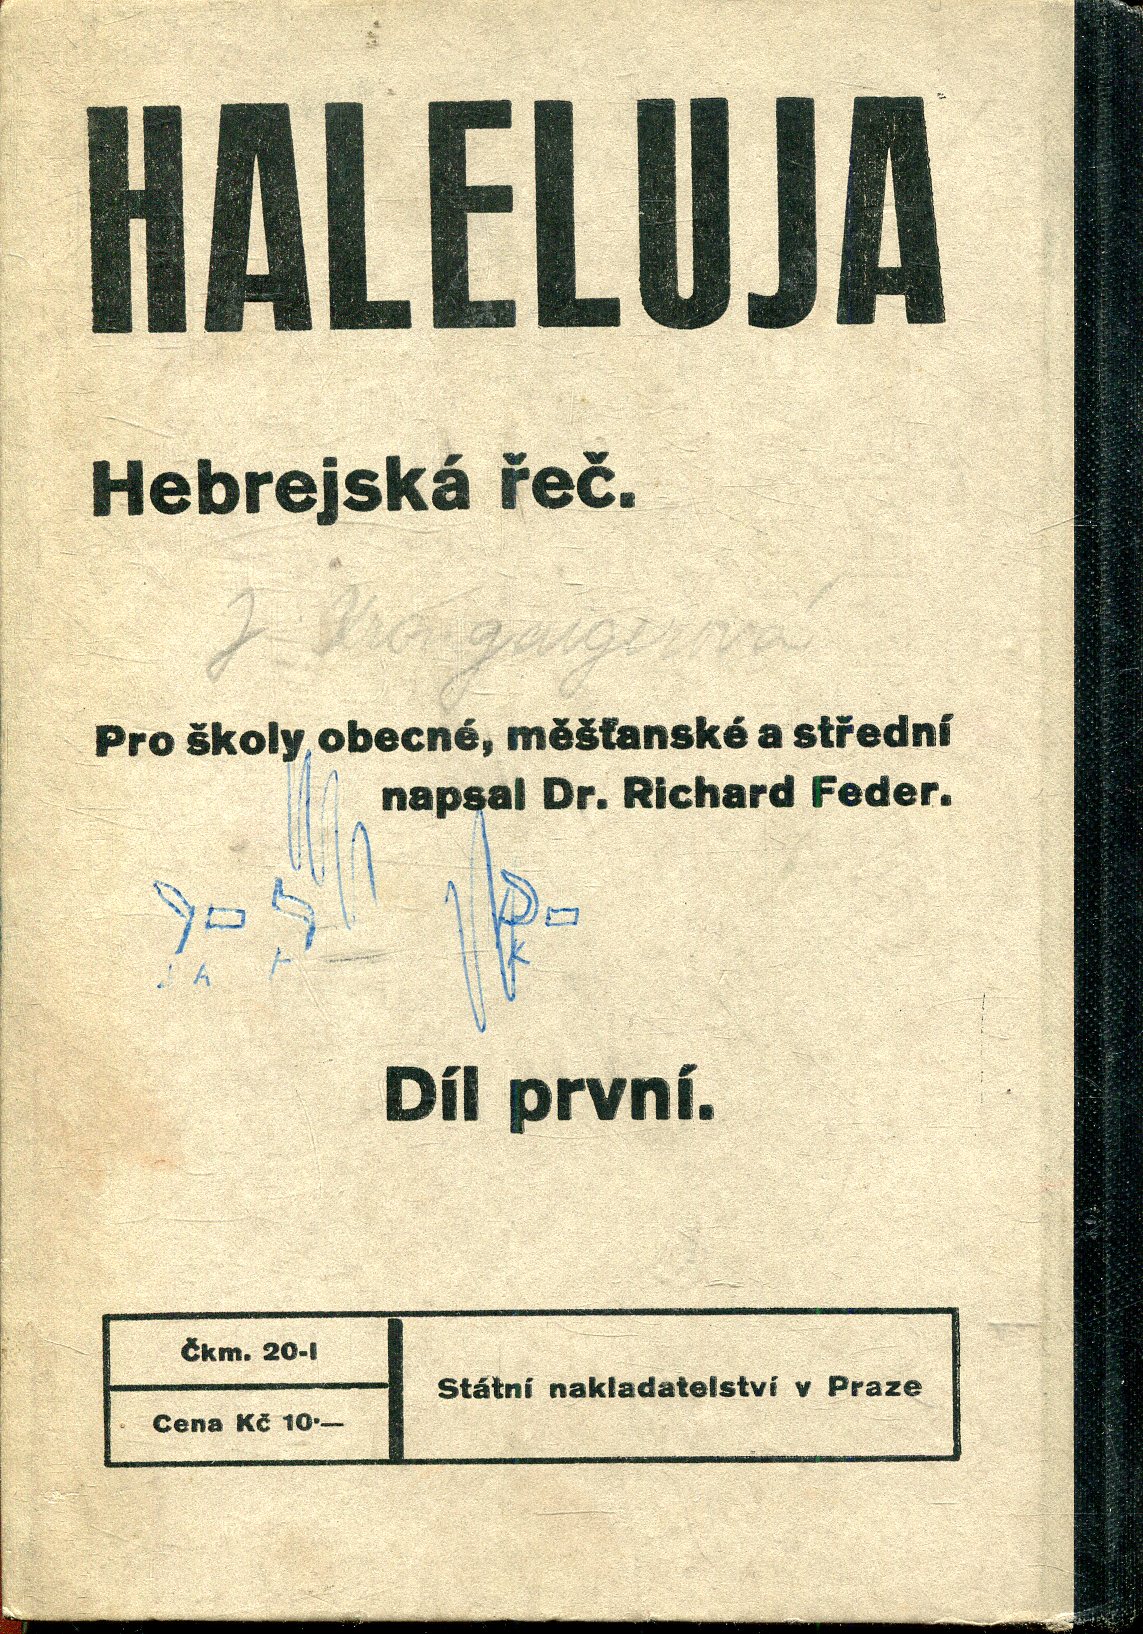 HALELUJA
Hebrejská řeč.
Pro školy obecné, měšťanské a střední
napsal Dr. Richard Feder.
J A
K
Díl první.
Čkm. 20-I
Cena Kč 10·—
Státní nakladatelství v Praze